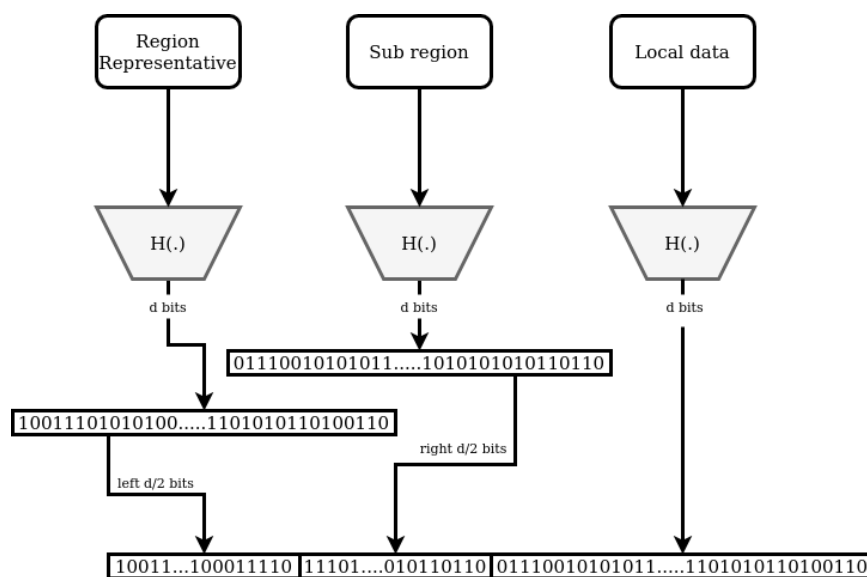 Region
Representative
Sub region
Local data
H(.)
H(.)
H(.)
d bits
d bits
d bits
01110010101011.....1010101010110110
10011101010100.....1101010110100110
right d/2 bits
left d/2 bits
10011...100011110
11101....010110110
01110010101011.....1101010110100110